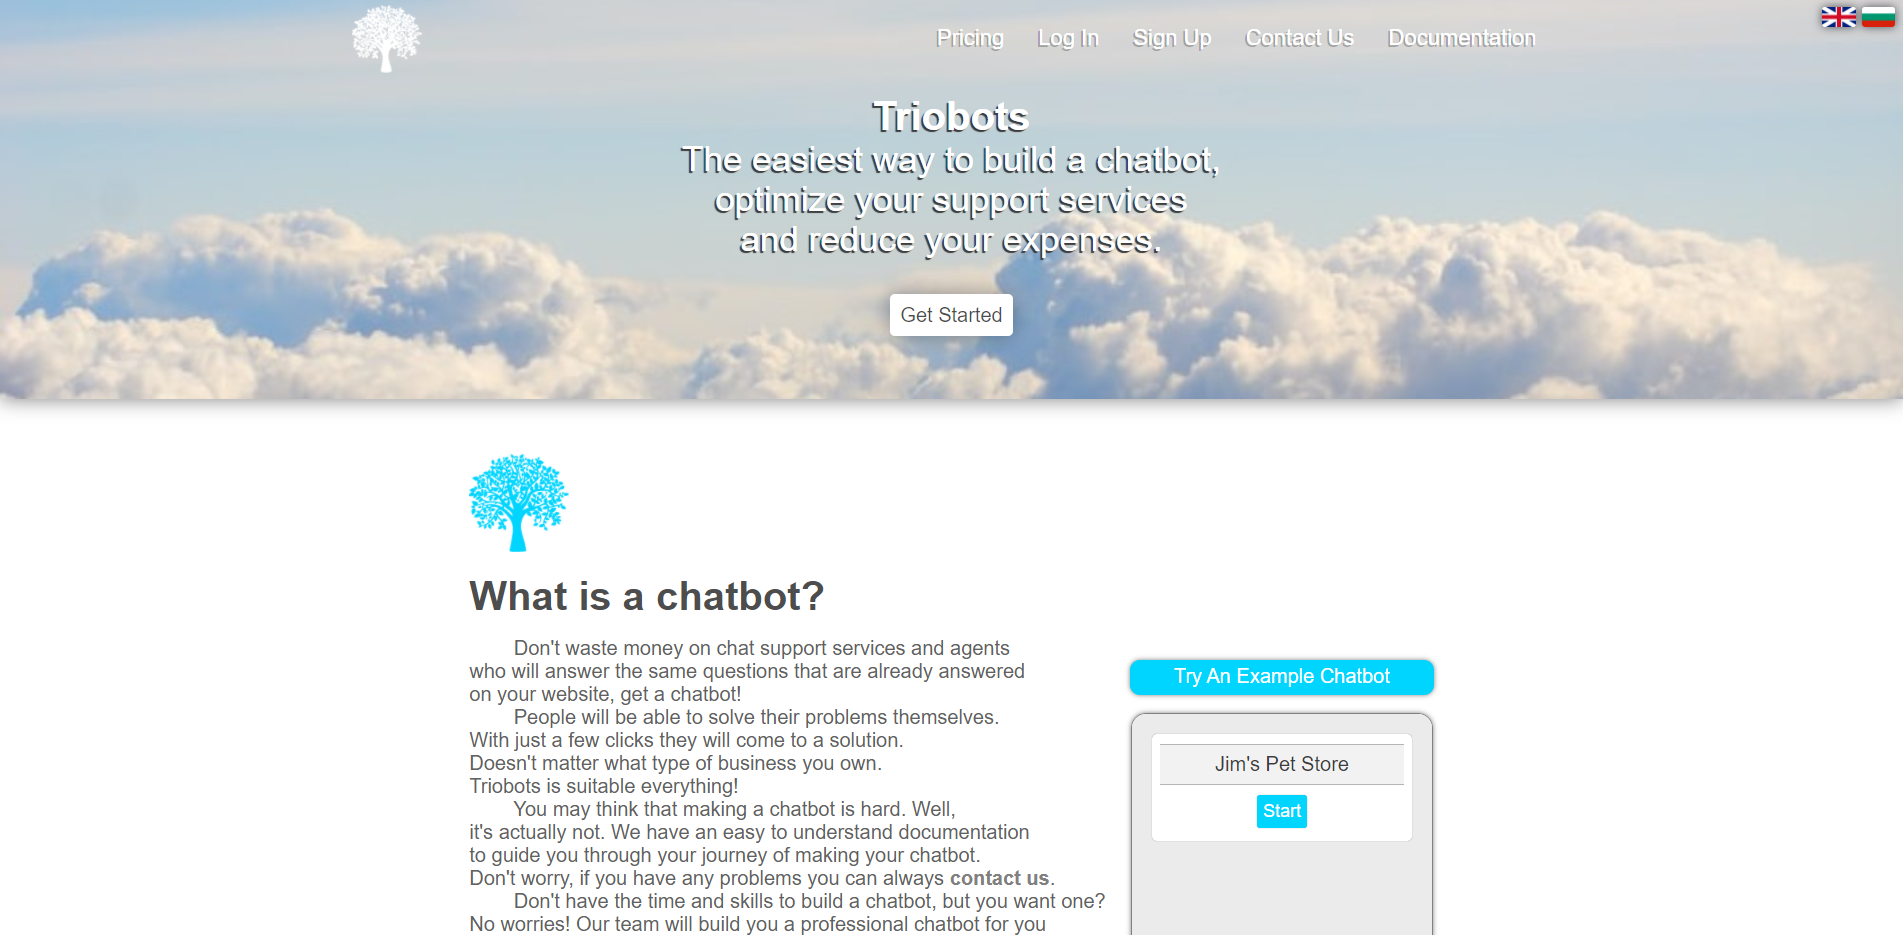 Pricing Log In Sign Up Contact Us Documentation
Triobots
The easiest way to build a chatbot,
optimize your support services
and reduce your expenses.
Get Started
What is a chatbot?
Don't waste money on chat support services and agents
who will answer the same questions that are already answered
on your website, get a chatbot!
People will be able to solve their problems themselves.
With just a few clicks they will come to a solution.
Doesn't matter what type of business you own.
Triobots is suitable everything!
You may think that making a chatbot is hard. Well,
it's actually not. We have an easy to understand documentation
to guide you through your journey of making your chatbot.
Don't worry, if you have any problems you can always contact us.
Don't have the time and skills to build a chatbot, but you want one?
No worries! Our team will build you a professional chatbot for you
Try An Example Chatbot
Jim's Pet Store
Start